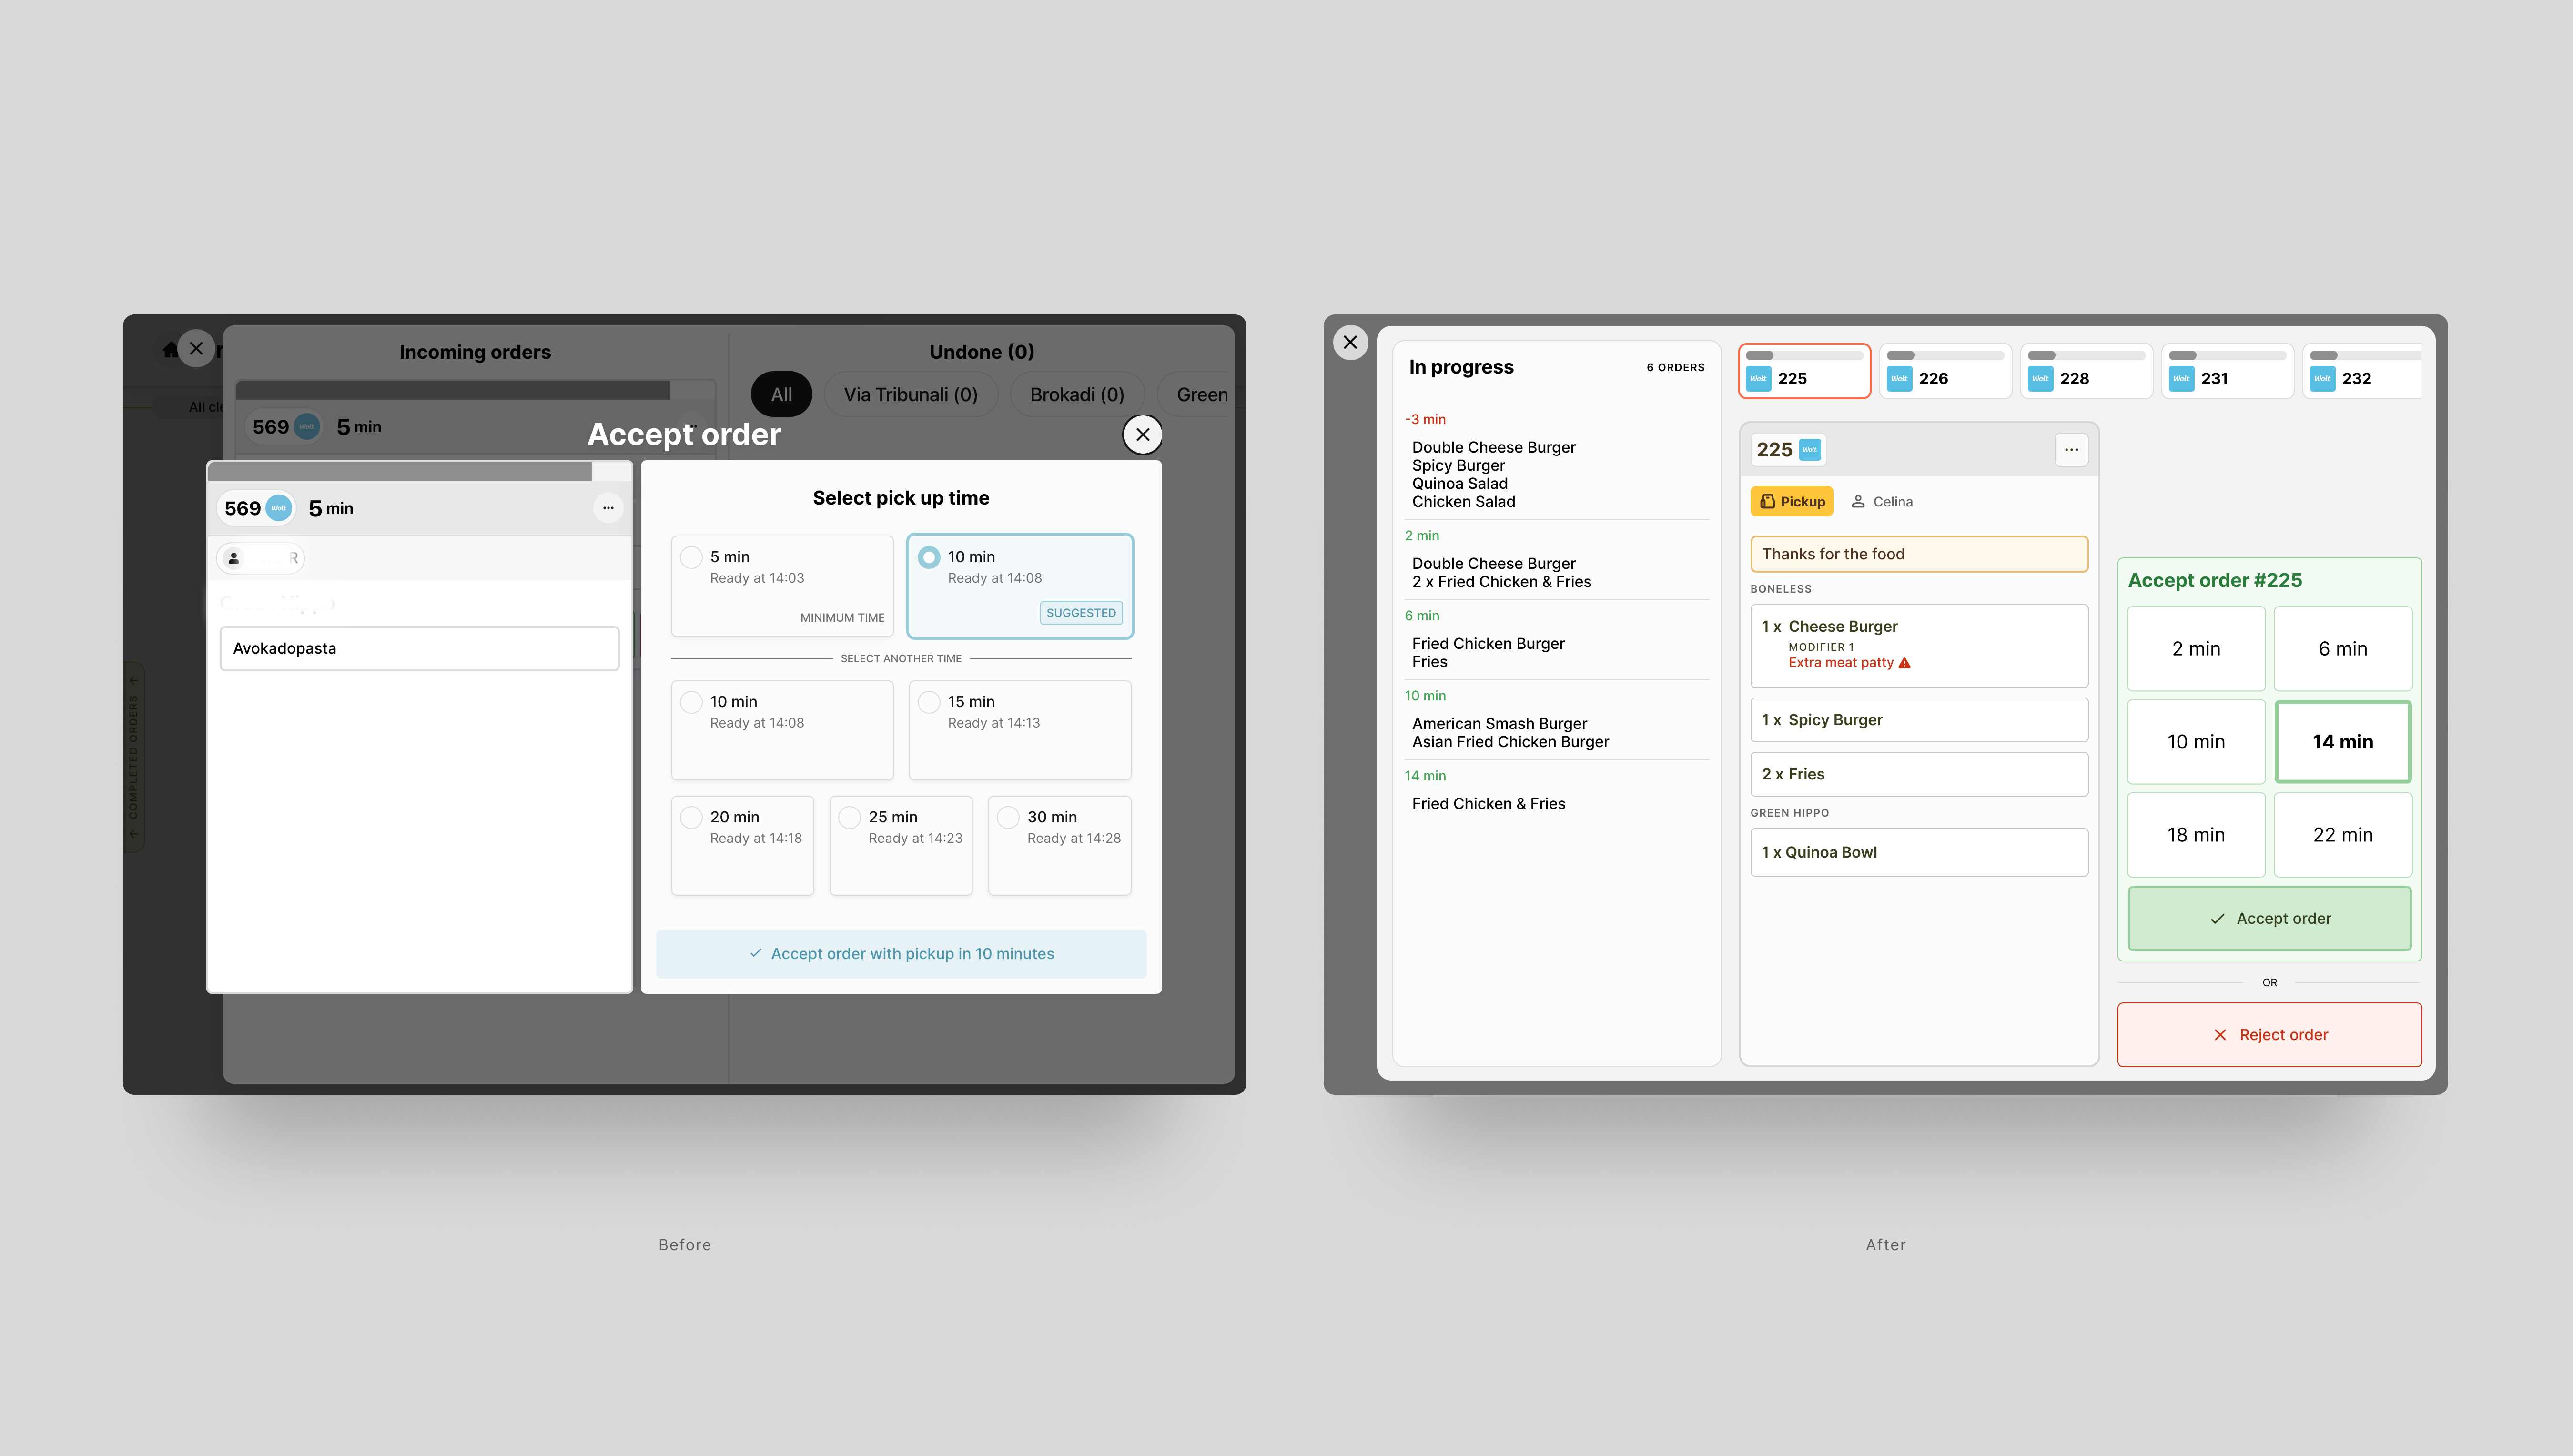 Incoming orders
Undone (0)
All
Via Tribunali (0)
Brokadi (0)
Green
569 Wolt 5 min
Accept order
COMPLETED ORDERS
569 Wolt 5 min
R
Avokadopasta
Select pick up time
5 min
Ready at 14:03
MINIMUM TIME
10 min
Ready at 14:08
SUGGESTED
SELECT ANOTHER TIME
10 min
Ready at 14:08
15 min
Ready at 14:13
20 min
Ready at 14:18
25 min
Ready at 14:23
30 min
Ready at 14:28
Accept order with pickup in 10 minutes
Before
In progress
6 ORDERS
-3 min
Double Cheese Burger
Spicy Burger
Quinoa Salad
Chicken Salad
2 min
Double Cheese Burger
2 x Fried Chicken & Fries
6 min
Fried Chicken Burger
Fries
10 min
American Smash Burger
Asian Fried Chicken Burger
14 min
Fried Chicken & Fries
Wolt 225
Wolt 226
Wolt 228
Wolt 231
Wolt 232
225 Wolt
Pickup
Celina
Thanks for the food
BONELESS
1 x Cheese Burger
MODIFIER 1
Extra meat patty
1 x Spicy Burger
2 x Fries
GREEN HIPPO
1 x Quinoa Bowl
Accept order #225
2 min
6 min
10 min
14 min
18 min
22 min
Accept order
OR
Reject order
After